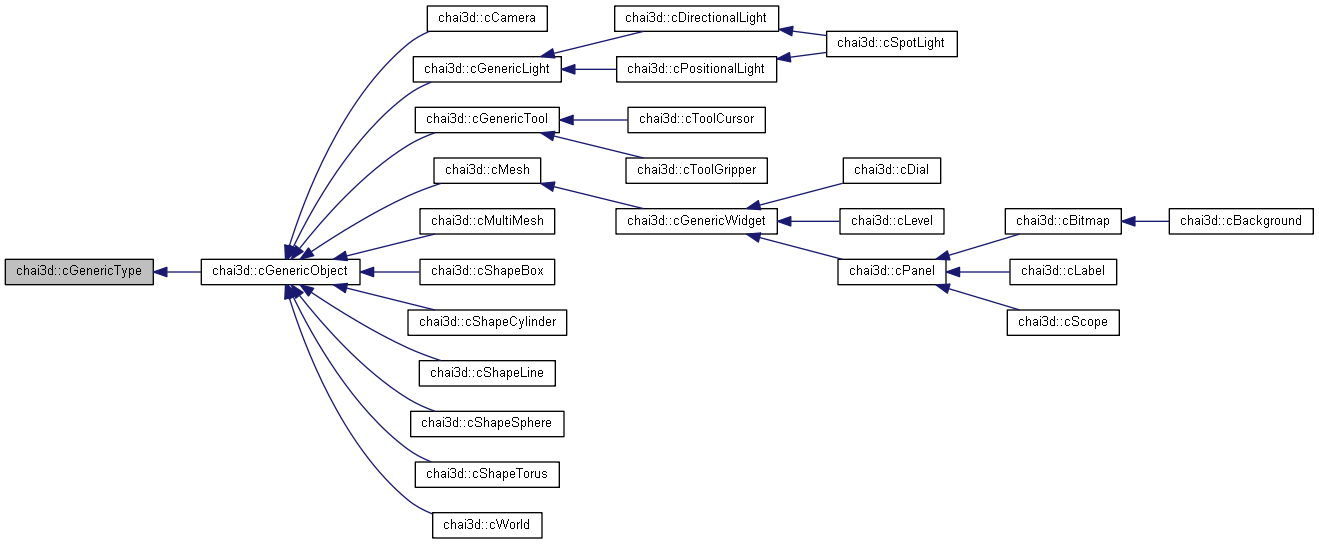 chai3d::cCamera
chai3d::cDirectionalLight
chai3d::cSpotLight
chai3d::cGenericLight
chai3d::cPositionalLight
chai3d::cGenericTool
chai3d::cToolCursor
chai3d::cMesh
chai3d::cToolGripper
chai3d::cDial
chai3d::cMultiMesh
chai3d::cGenericWidget
chai3d::cLevel
chai3d::cBitmap
chai3d::cBackground
chai3d::cGenericType
chai3d::cGenericObject
chai3d::cShapeBox
chai3d::cPanel
chai3d::cLabel
chai3d::cShapeCylinder
chai3d::cScope
chai3d::cShapeLine
chai3d::cShapeSphere
chai3d::cShapeTorus
chai3d::cWorld